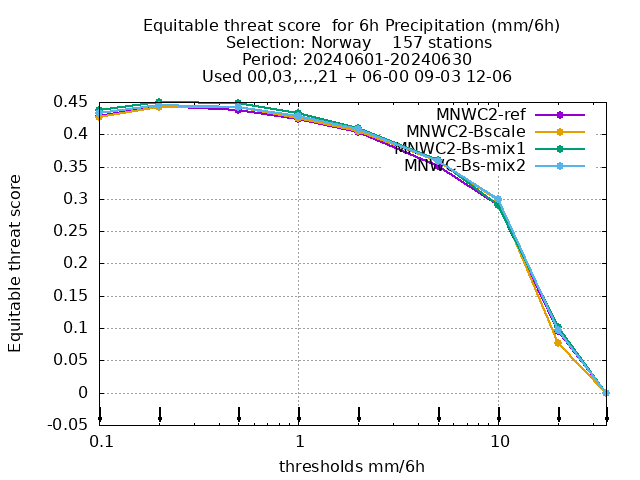 Equitable threat score  for 6h Precipitation (mm/6h)
Selection: Norway    157 stations
Period: 20240601-20240630
Used 00,03,...,21 + 06-00 09-03 12-06
MNWC2-ref
MNWC2-Bscale
MNWC2-Bs-mix1
MNWC-Bs-mix2
0.45
0.4
0.35
0.3
0.25
0.2
0.15
0.1
0.05
0
-0.05
Equitable threat score
0.1 1 10
thresholds mm/6h